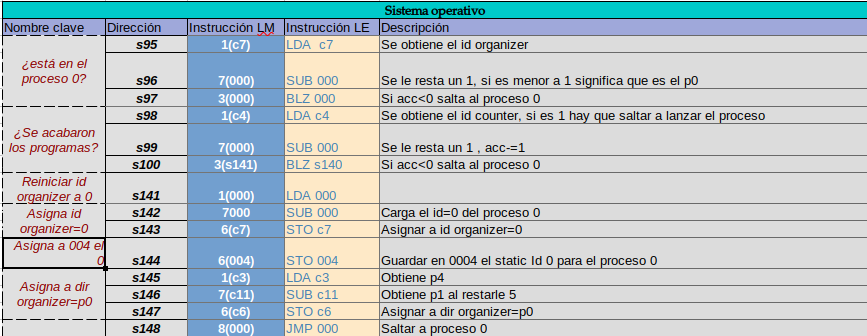 Sistema operativo
Nombre clave Dirección Instrucción LM Instrucción LE Descripción
¿está en el proceso 0? s95 1(c7) LDA c7 Se obtiene el id organizer
s96 7(000) SUB 000 Se le resta un 1, si es menor a 1 significa que es el p0
s97 3(000) BLZ 000 Si acc<0 salta al proceso 0
¿Se acabaron los programas? s98 1(c4) LDA c4 Se obtiene el id counter, si es 1 hay que saltar a lanzar el proceso
s99 7(000) SUB 000 Se le resta un 1 , acc-=1
s100 3(s141) BLZ s140 Si acc<0 salta al proceso 0
Reiniciar id organizer a 0 s141 1(000) LDA 000
Asigna id organizer=0 s142 7000 SUB 000 Carga el id=0 del proceso 0
s143 6(c7) STO c7 Asignar a id organizer=0
Asigna a 004 el 0 s144 6(004) STO 004 Guardar en 0004 el static Id 0 para el proceso 0
Asigna a dir organizer=p0 s145 1(c3) LDA c3 Obtiene p4
s146 7(c11) SUB c11 Obtiene p1 al restarle 5
s147 6(c6) STO c6 Asignar a dir organizer=p0
s148 8(000) JMP 000 Saltar a proceso 0